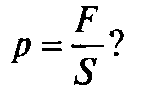 p = F/S?